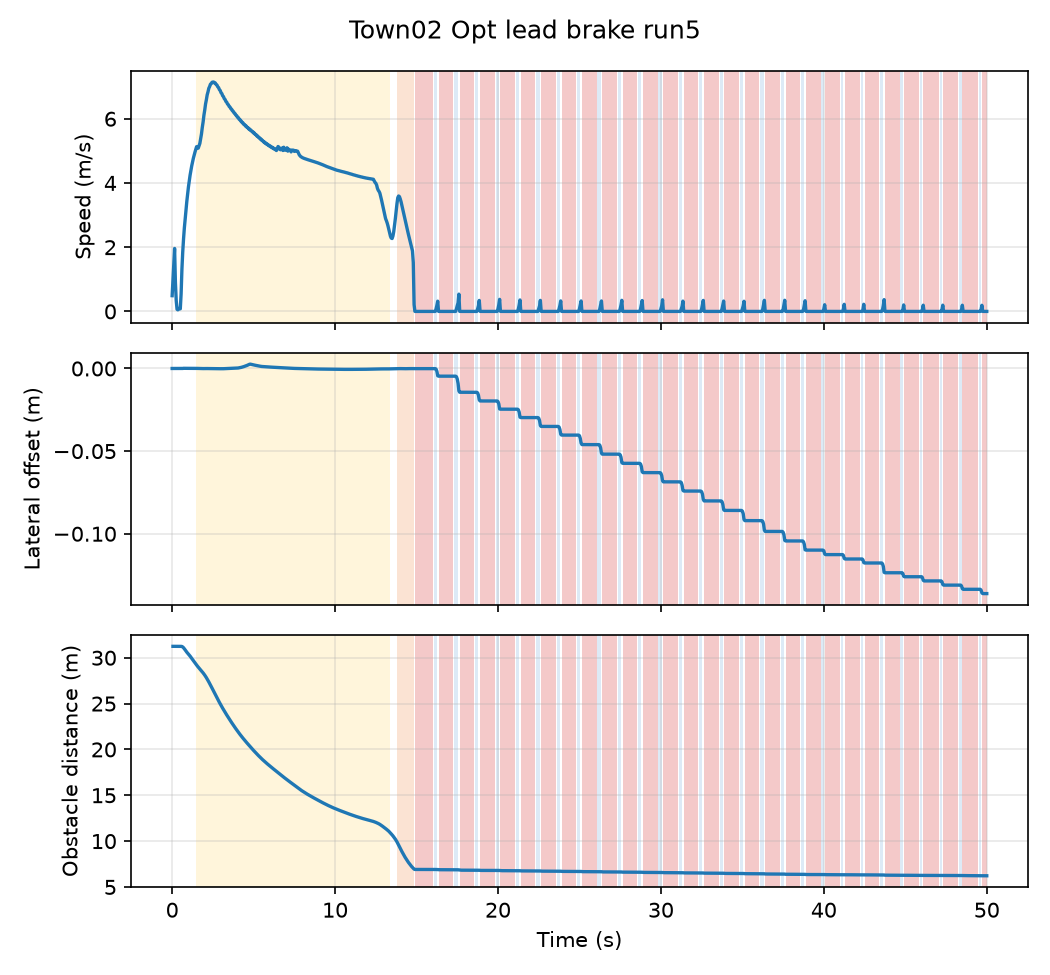 Town02 Opt lead brake run5
Speed (m/s)
6
4
2
0
Lateral offset (m)
0.00
−0.05
−0.10
Obstacle distance (m)
30
25
20
15
10
5
0 10 20 30 40 50
Time (s)